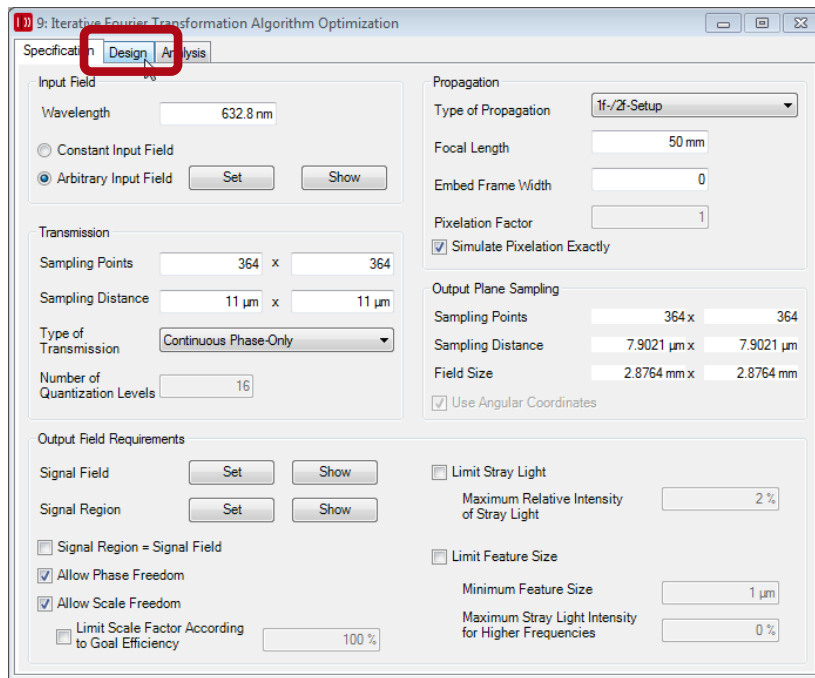 9: Iterative Fourier Transformation Algorithm Optimization
Specification Design Analysis
Input Field
Wavelength 632.8 nm
Constant Input Field
Arbitrary Input Field Set Show
Transmission
Sampling Points 364 x 364
Sampling Distance 11 µm x 11 µm
Type of
Transmission Continuous Phase-Only
Number of
Quantization Levels 16
Propagation
Type of Propagation 1f-/2f-Setup
Focal Length 50 mm
Embed Frame Width 0
Pixelation Factor 1
Simulate Pixelation Exactly
Output Plane Sampling
Sampling Points 364 x 364
Sampling Distance 7.9021 µm x 7.9021 µm
Field Size 2.8764 mm x 2.8764 mm
Use Angular Coordinates
Output Field Requirements
Signal Field Set Show
Signal Region Set Show
Signal Region = Signal Field
Allow Phase Freedom
Allow Scale Freedom
Limit Scale Factor According
to Goal Efficiency 100 %
Limit Stray Light
Maximum Relative Intensity
of Stray Light 2 %
Limit Feature Size
Minimum Feature Size 1 µm
Maximum Stray Light Intensity
for Higher Frequencies 0 %